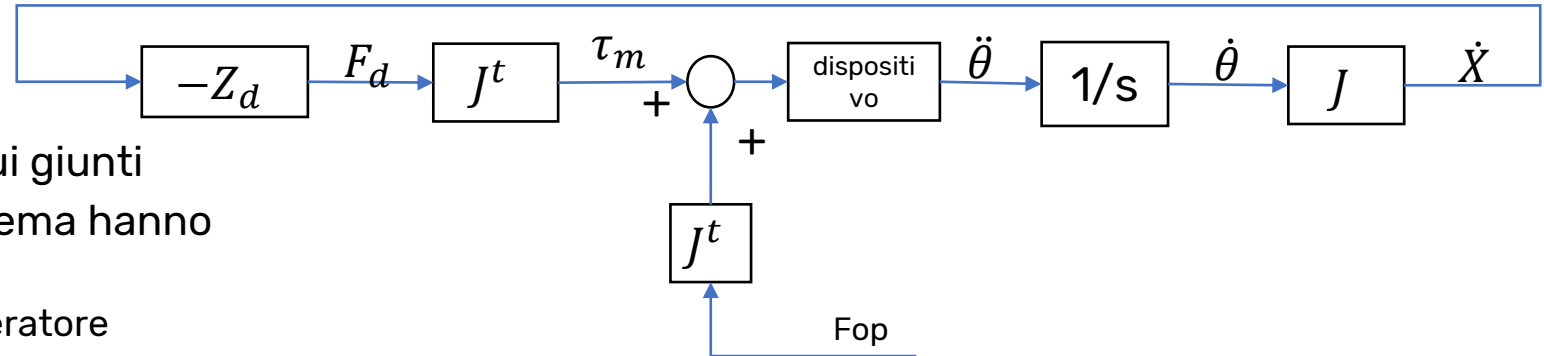 −Z_d
F_d
J^t
τ_m
+
+
dispositi
vo
θ̈
1/s
θ̇
J
Ẋ
ui giunti
ema hanno
J^t
eratore
Fop